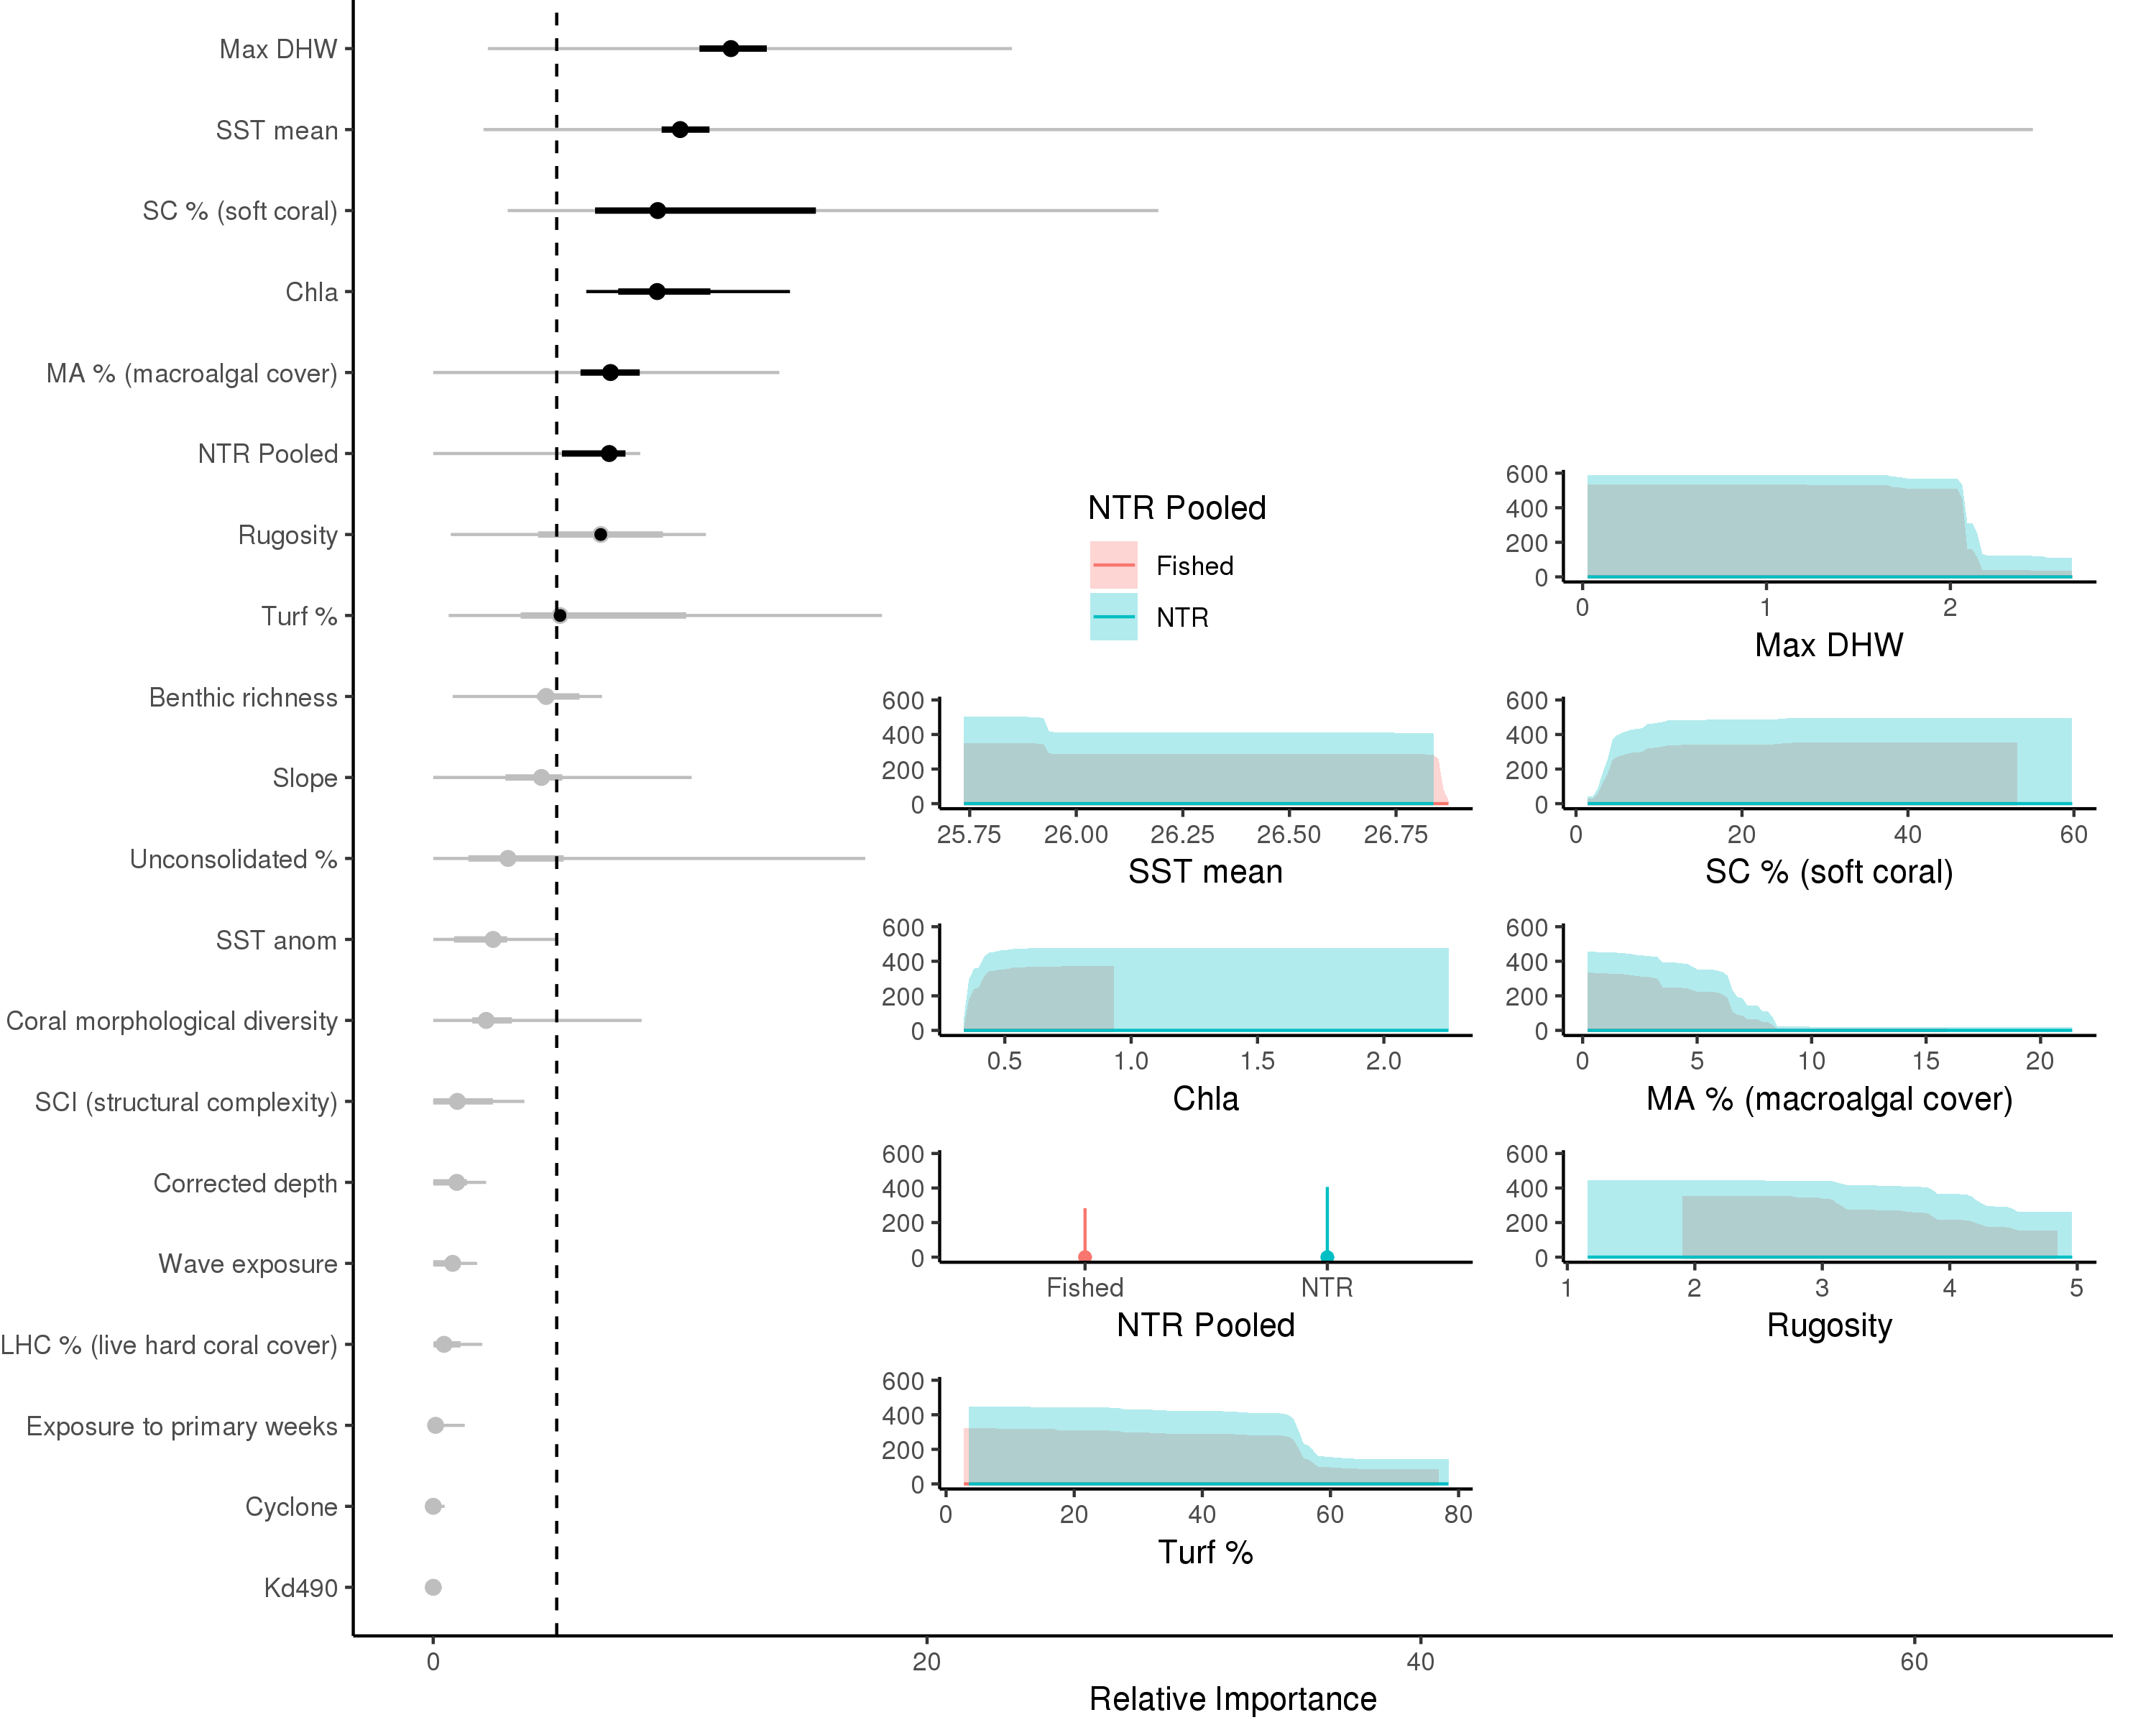 Max DHW
SST mean
SC % (soft coral)
Chla
MA % (macroalgal cover)
NTR Pooled
Rugosity
Turf %
Benthic richness
Slope
Unconsolidated %
SST anom
Coral morphological diversity
SCI (structural complexity)
Corrected depth
Wave exposure
LHC % (live hard coral cover)
Exposure to primary weeks
Cyclone
Kd490
0 20 40 60
Relative Importance
NTR Pooled
Fished
NTR
600
400
200
0
0 1 2
Max DHW
600
400
200
0
25.75 26.00 26.25 26.50 26.75
SST mean
600
400
200
0
0 20 40 60
SC % (soft coral)
600
400
200
0
0.5 1.0 1.5 2.0
Chla
600
400
200
0
0 5 10 15 20
MA % (macroalgal cover)
600
400
200
0
Fished NTR
NTR Pooled
600
400
200
0
1 2 3 4 5
Rugosity
600
400
200
0
0 20 40 60 80
Turf %